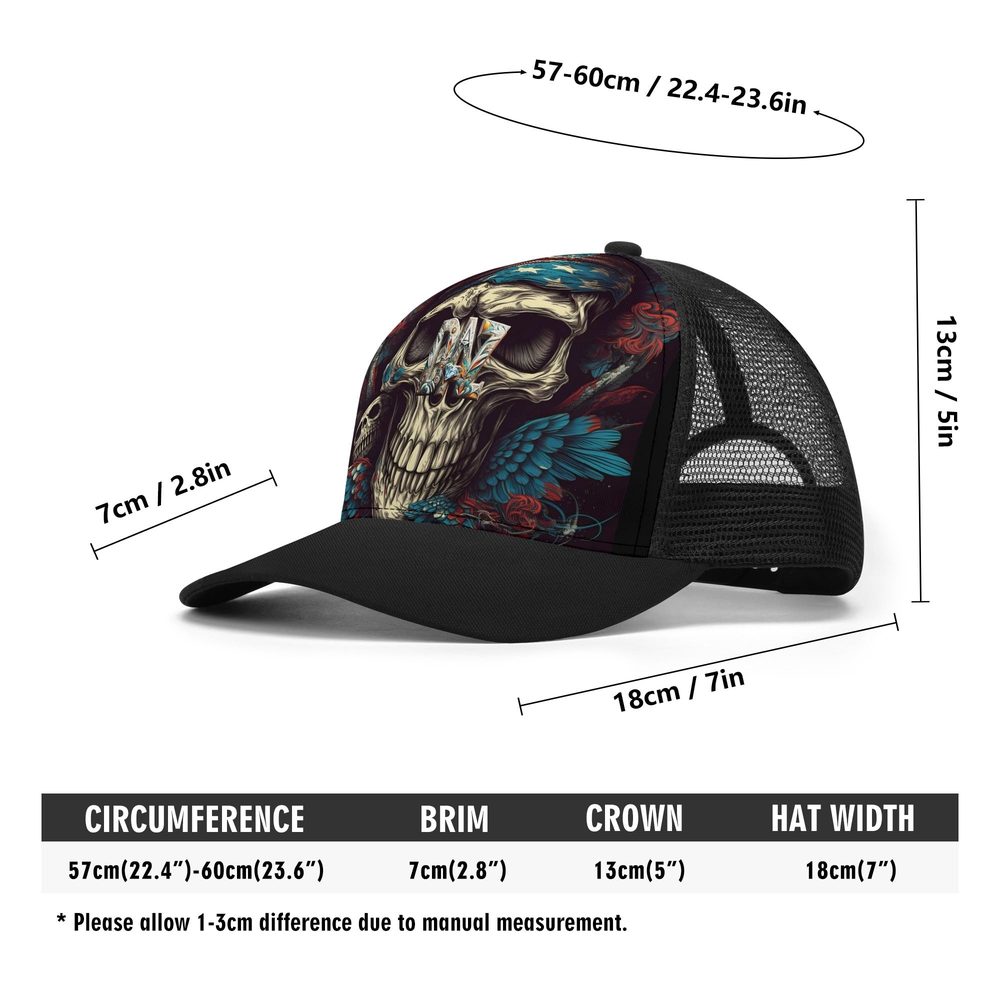 57-60cm / 22.4-23.6in
13cm / 5in
7cm / 2.8in
18cm / 7in
CIRCUMFERENCE BRIM CROWN HAT WIDTH
57cm(22.4”)-60cm(23.6”) 7cm(2.8”) 13cm(5”) 18cm(7”)
* Please allow 1-3cm difference due to manual measurement.